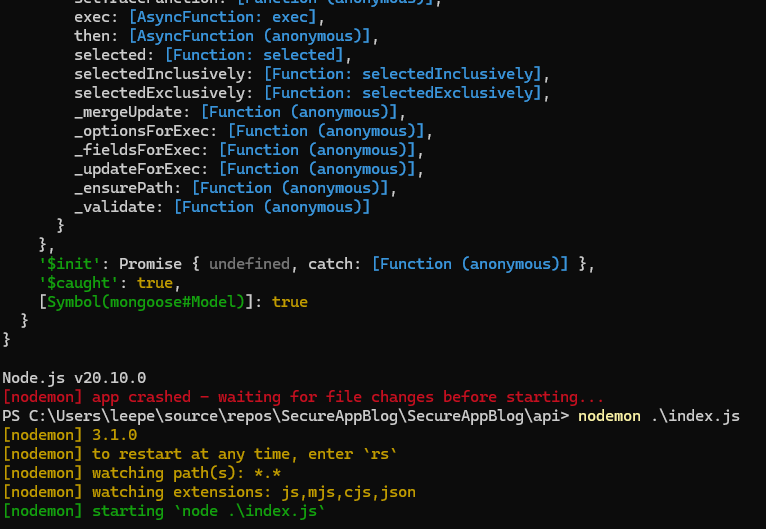 setTraceFunction: [Function (anonymous)],
exec: [AsyncFunction: exec],
then: [AsyncFunction (anonymous)],
selected: [Function: selected],
selectedInclusively: [Function: selectedInclusively],
selectedExclusively: [Function: selectedExclusively],
_mergeUpdate: [Function (anonymous)],
_optionsForExec: [Function (anonymous)],
_fieldsForExec: [Function (anonymous)],
_updateForExec: [Function (anonymous)],
_ensurePath: [Function (anonymous)],
_validate: [Function (anonymous)]
}
},
'$init': Promise { undefined, catch: [Function (anonymous)] },
'$caught': true,
[Symbol(mongoose#Model)]: true
}
}
Node.js v20.10.0
[nodemon] app crashed - waiting for file changes before starting...
PS C:\Users\leepe\source\repos\SecureAppBlog\SecureAppBlog\api> nodemon .\index.js
[nodemon] 3.1.0
[nodemon] to restart at any time, enter `rs`
[nodemon] watching path(s): *.*
[nodemon] watching extensions: js,mjs,cjs,json
[nodemon] starting `node .\index.js`